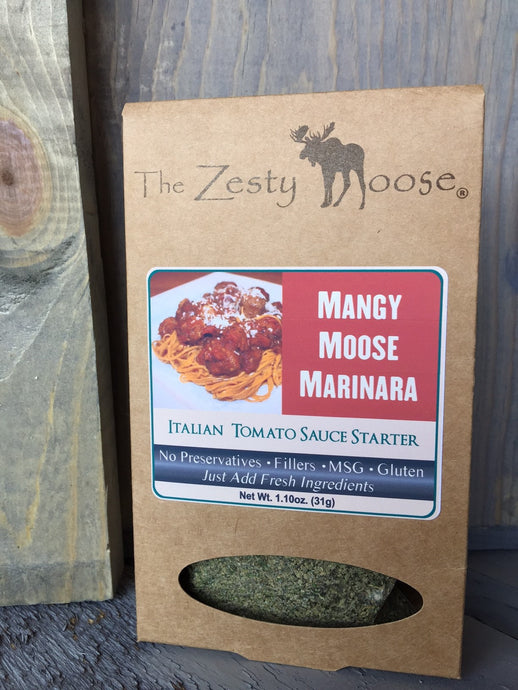 The Zesty Moose®
MANGY
MOOSE
MARINARA
ITALIAN TOMATO SAUCE STARTER
No Preservatives • Fillers • MSG • Gluten
Just Add Fresh Ingredients
Net Wt. 1.10oz. (31g)